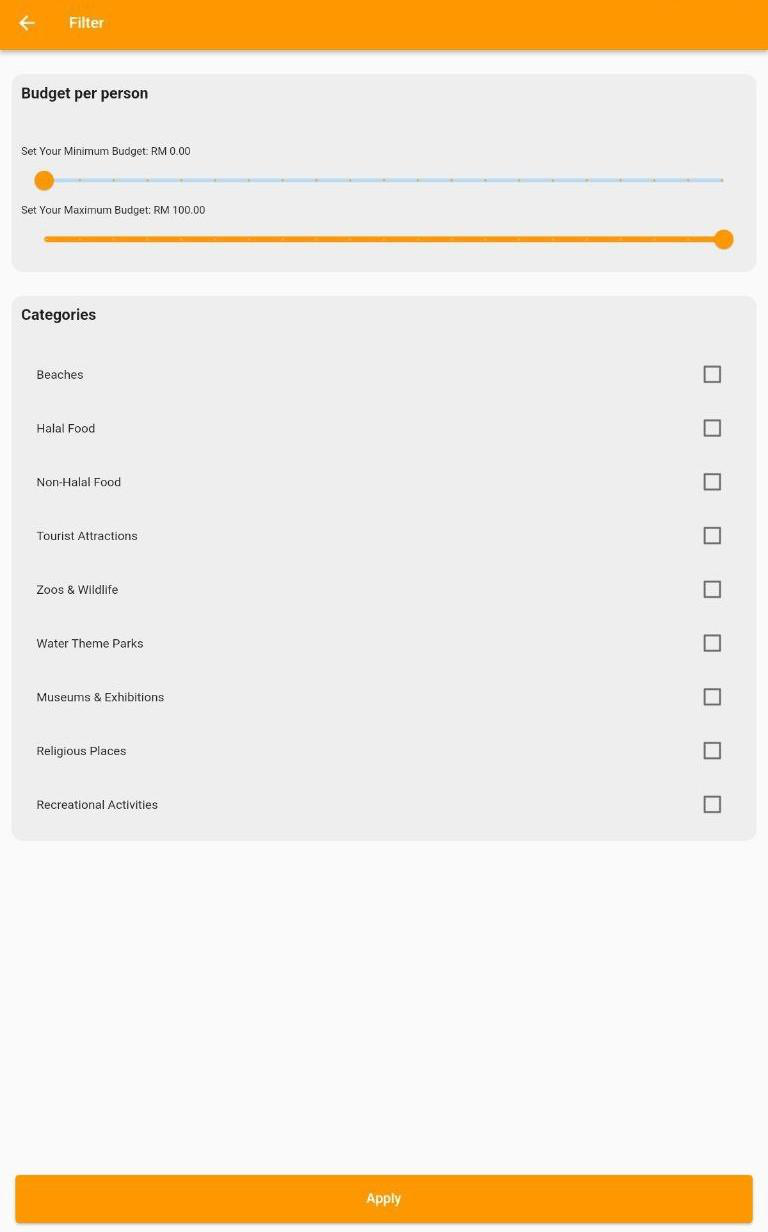 Filter
Budget per person
Set Your Minimum Budget: RM 0.00
Set Your Maximum Budget: RM 100.00
Categories
Beaches
Halal Food
Non-Halal Food
Tourist Attractions
Zoos & Wildlife
Water Theme Parks
Museums & Exhibitions
Religious Places
Recreational Activities
Apply